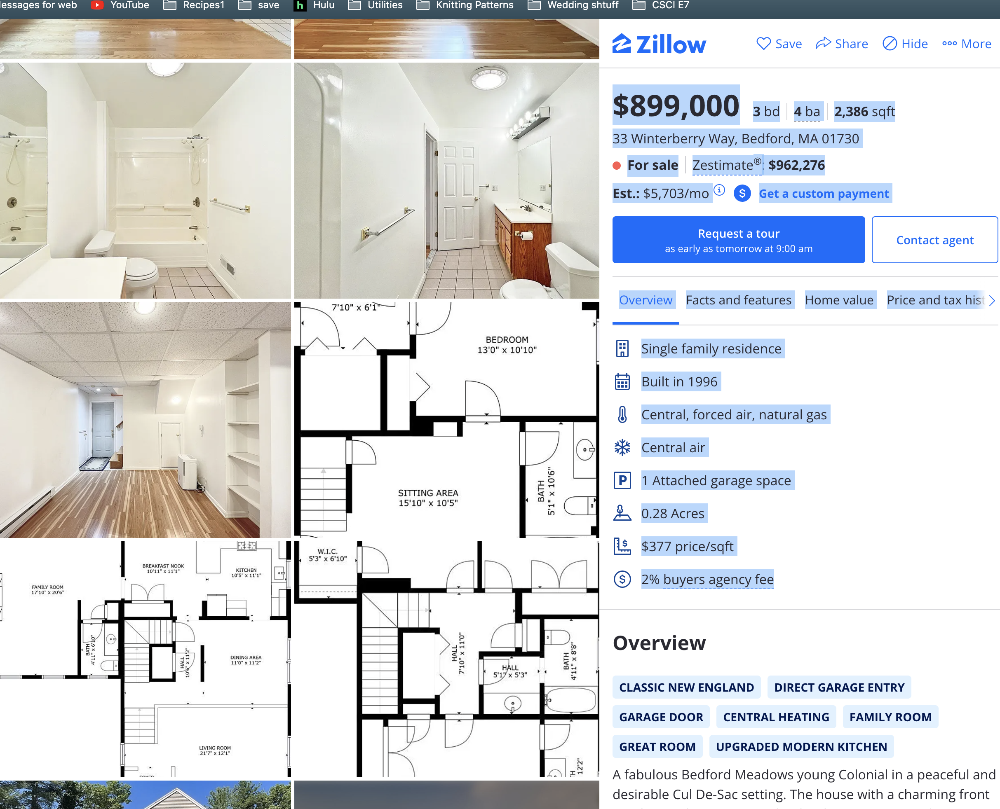 essages for web YouTube Recipes1 save h Hulu Utilities Knitting Patterns Wedding shtuff CSCI E7
Zillow Save Share Hide More
$899,000 3 bd 4 ba 2,386 sqft
33 Winterberry Way, Bedford, MA 01730
For sale Zestimate®: $962,276
Est.: $5,703/mo Get a custom payment
Request a tour
as early as tomorrow at 9:00 am
Contact agent
Overview Facts and features Home value Price and tax hist
Single family residence
Built in 1996
Central, forced air, natural gas
Central air
P 1 Attached garage space
0.28 Acres
$377 price/sqft
2% buyers agency fee
Overview
CLASSIC NEW ENGLAND DIRECT GARAGE ENTRY
GARAGE DOOR CENTRAL HEATING FAMILY ROOM
GREAT ROOM UPGRADED MODERN KITCHEN
A fabulous Bedford Meadows young Colonial in a peaceful and
desirable Cul De-Sac setting. The house with a charming front
7'10" x 6'1"
BEDROOM
13'0" x 10'10"
SITTING AREA
15'10" x 10'5"
BATH
5'1" x 10'6"
BREAKFAST NOOK
10'11" x 11'1"
KITCHEN
10'5" x 11'1"
FAMILY ROOM
17'10" x 20'6"
BATH
4'11" x 6'10"
HALL
10'6" x 11'2"
DINING AREA
11'0" x 11'2"
LIVING ROOM
21'7" x 12'1"
FOYER
W.I.C.
5'3" x 6'10"
HALL
7'10" x 11'0"
HALL
5'1" x 5'3"
BATH
4'11" x 8'8"
TH
12'2"